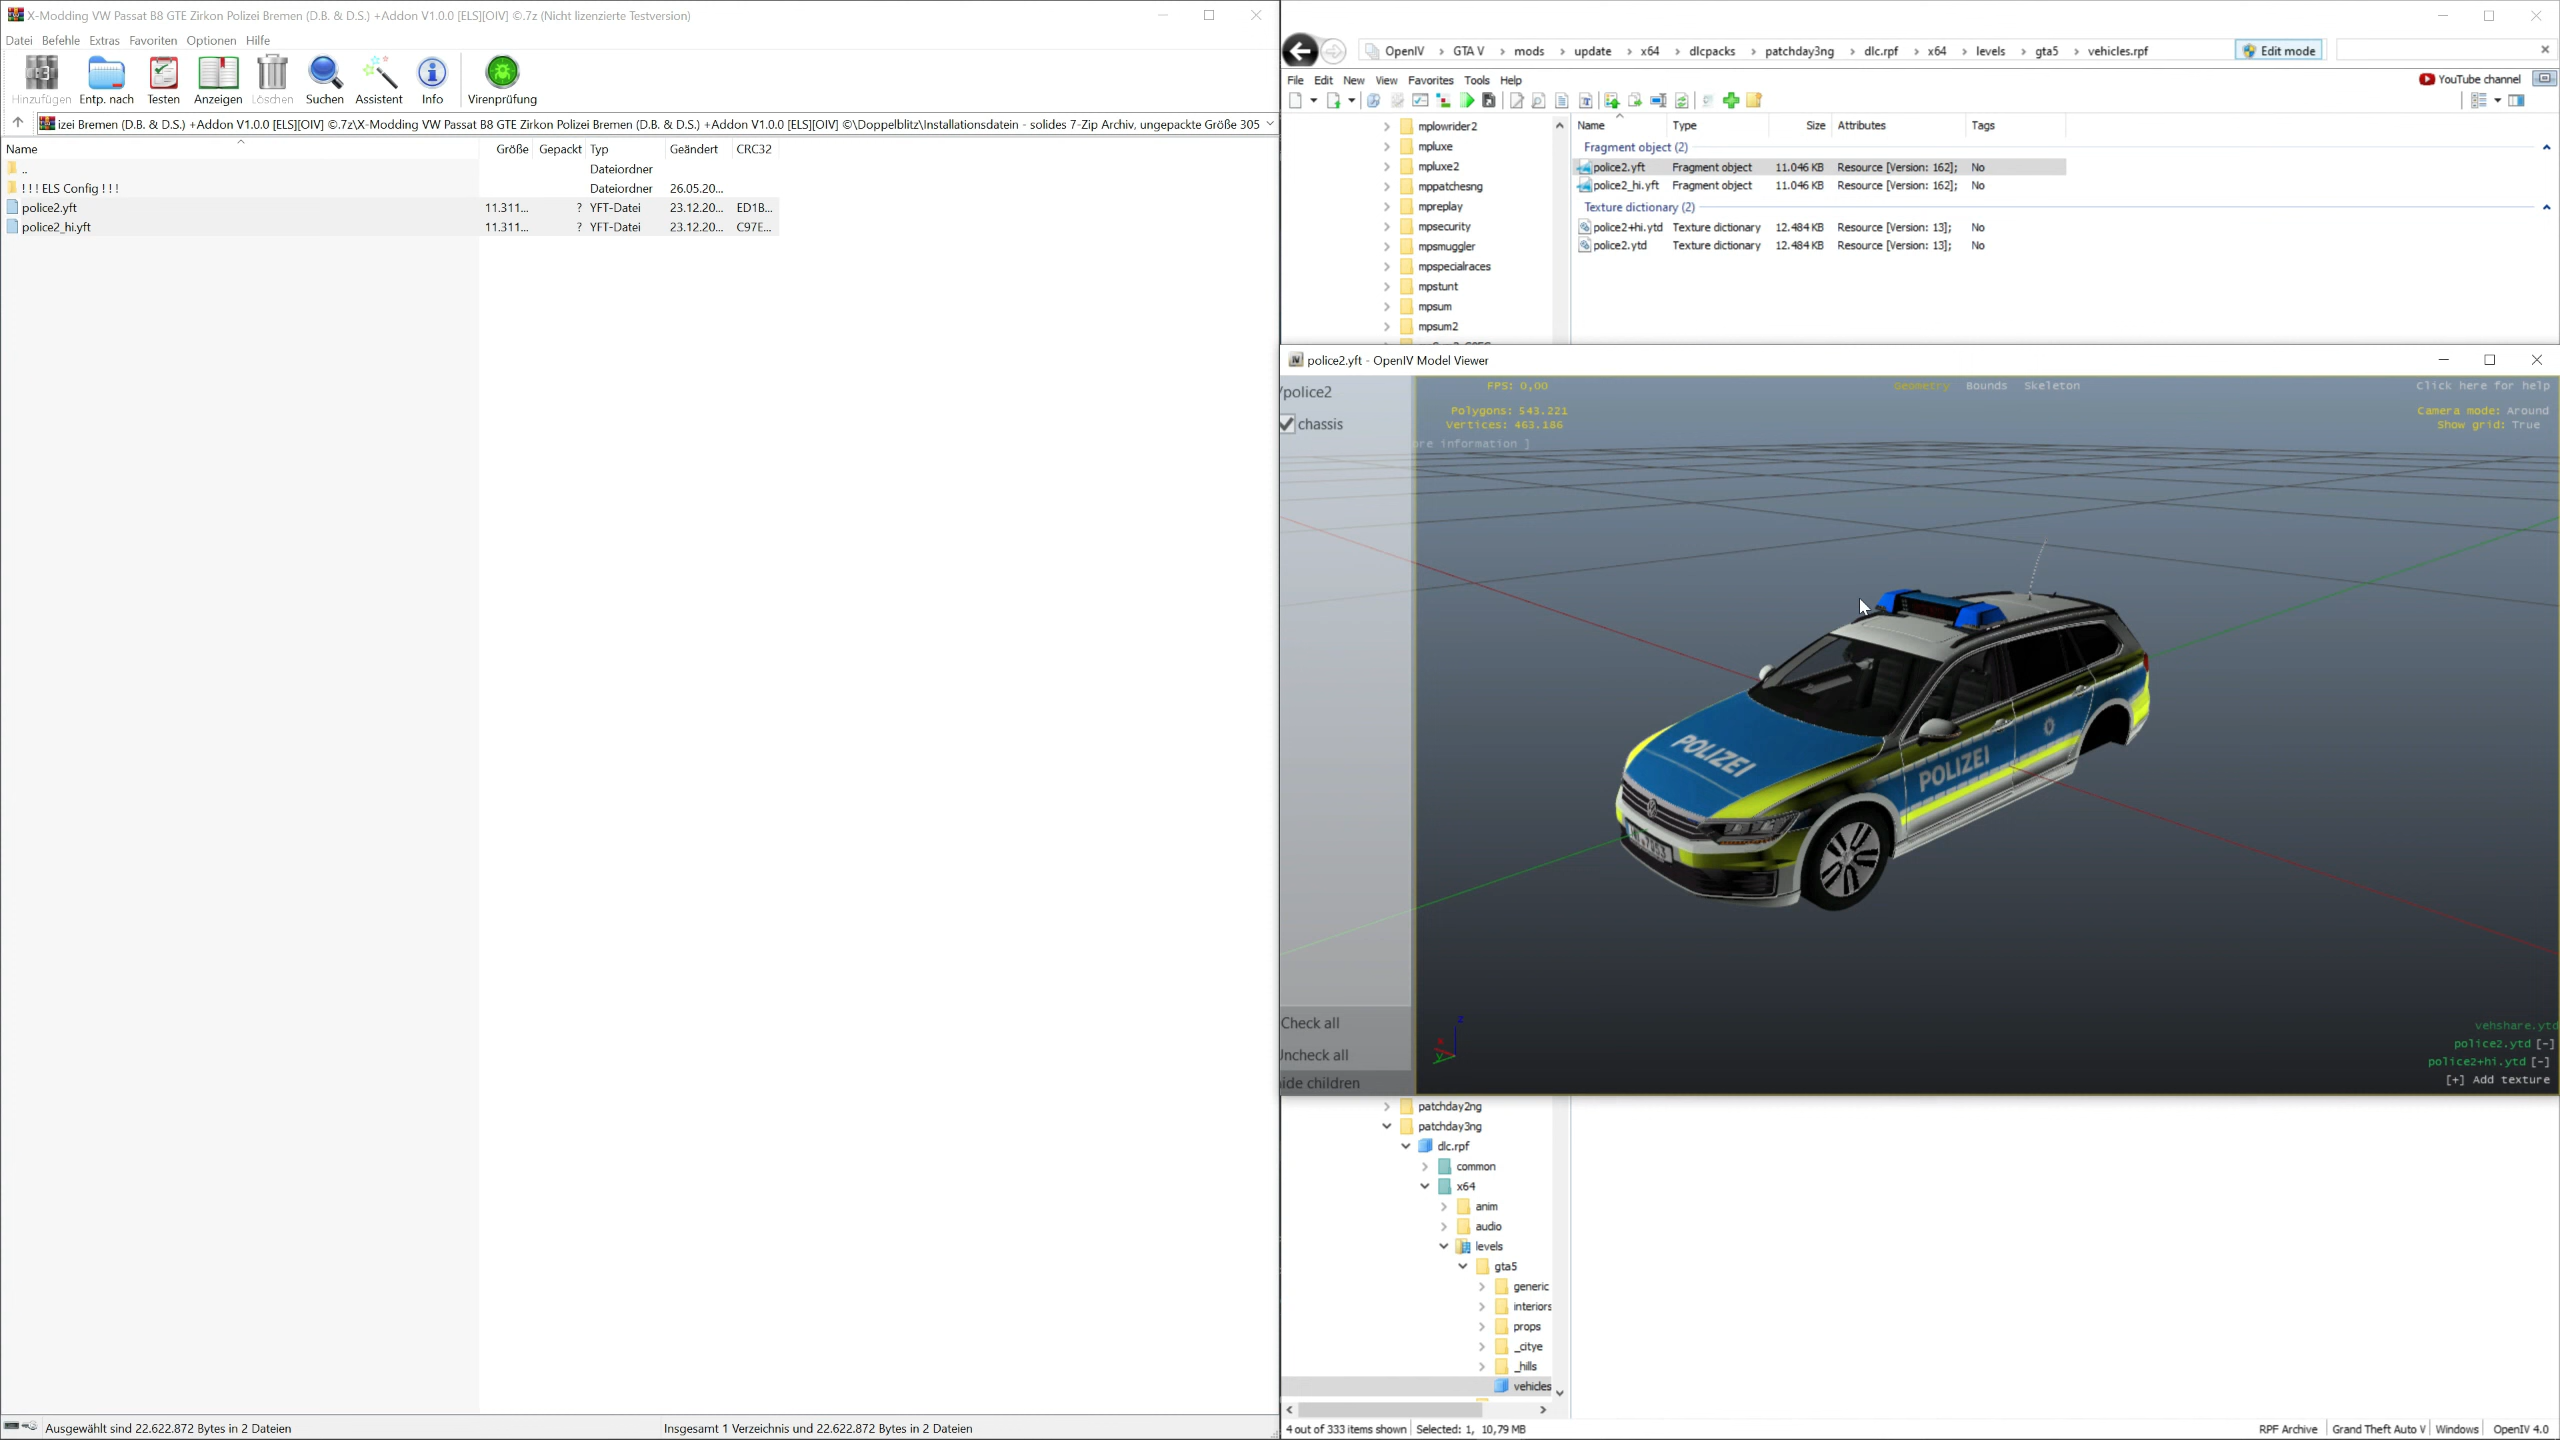 X-Modding VW Passat B8 GTE Zirkon Polizei Bremen (D.B. & D.S.) +Addon V1.0.0 [ELS][OIV] ©.7z (Nicht lizenzierte Testversion)
Datei Befehle Extras Favoriten Optionen Hilfe
Hinzufügen Entp. nach Testen Anzeigen Löschen Suchen Assistent Info Virenprüfung
izei Bremen (D.B. & D.S.) +Addon V1.0.0 [ELS][OIV] ©.7z\X-Modding VW Passat B8 GTE Zirkon Polizei Bremen (D.B. & D.S.) +Addon V1.0.0 [ELS][OIV] ©\Doppelblitz\Installationsdatein - solides 7-Zip Archiv, ungepackte Größe 305
Name Größe Gepackt Typ Geändert CRC32
.. Dateiordner
! ! ! ELS Config ! ! ! Dateiordner 26.05.20...
police2.yft 11.311... ? YFT-Datei 23.12.20... ED1B...
police2_hi.yft 11.311... ? YFT-Datei 23.12.20... C97E...
Ausgewählt sind 22.622.872 Bytes in 2 Dateien
Insgesamt 1 Verzeichnis und 22.622.872 Bytes in 2 Dateien
OpenIV GTA V mods update x64 dlcpacks patchday3ng dlc.rpf x64 levels gta5 vehicles.rpf
Edit mode
File Edit New View Favorites Tools Help
YouTube channel
mplowrider2
mpluxe
mpluxe2
mppatchesng
mpreplay
mpsecurity
mpsmuggler
mpspecialraces
mpstunt
mpsum
mpsum2
Name Type Size Attributes Tags
Fragment object (2)
police2.yft Fragment object 11.046 KB Resource [Version: 162]; No
police2_hi.yft Fragment object 11.046 KB Resource [Version: 162]; No
Texture dictionary (2)
police2+hi.ytd Texture dictionary 12.484 KB Resource [Version: 13]; No
police2.ytd Texture dictionary 12.484 KB Resource [Version: 13]; No
police2.yft - OpenIV Model Viewer
/police2
chassis
FPS: 0,00
Polygons: 543.221
Vertices: 463.186
ore information ]
Geometry Bounds Skeleton
Click here for help
Camera mode: Around
Show grid: True
POLIZEI
POLIZEI
z
x
y
Check all
Uncheck all
ide children
vehshare.ytd
police2.ytd [-]
police2+hi.ytd [-]
[+] Add texture
patchday2ng
patchday3ng
dlc.rpf
common
x64
anim
audio
levels
gta5
generic
interiors
props
_citye
_hills
vehicles
4 out of 333 items shown Selected: 1, 10,79 MB
RPF Archive Grand Theft Auto V Windows OpenIV 4.0